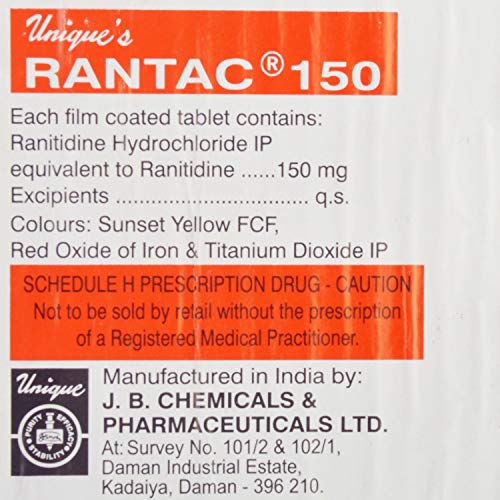 Unique's
RANTAC® 150
Each film coated tablet contains:
Ranitidine Hydrochloride IP
equivalent to Ranitidine ......150 mg
Excipients .................................. q.s.
Colours: Sunset Yellow FCF,
Red Oxide of Iron & Titanium Dioxide IP
SCHEDULE H PRESCRIPTION DRUG - CAUTION
Not to be sold by retail without the prescription
of a Registered Medical Practitioner.
Unique
PURITY EFFICACY
STABILITY
Manufactured in India by:
J. B. CHEMICALS &
PHARMACEUTICALS LTD.
At: Survey No. 101/2 & 102/1,
Daman Industrial Estate,
Kadaiya, Daman - 396 210.